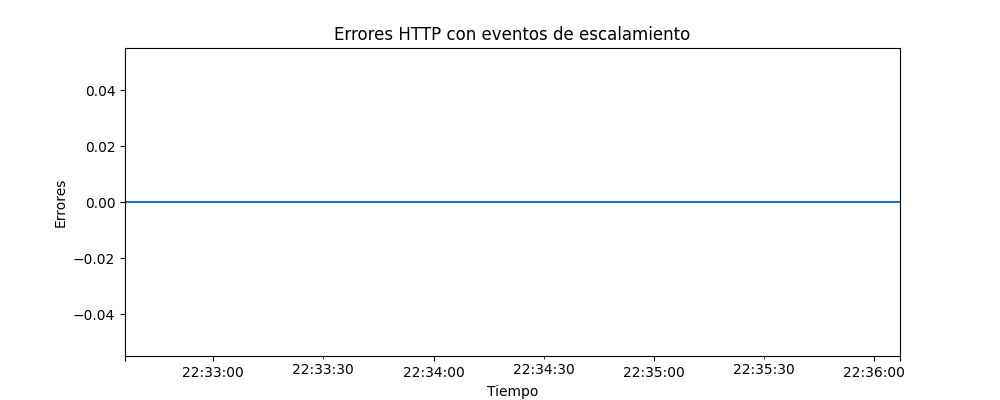 Errores HTTP con eventos de escalamiento
0.04
0.02
0.00
−0.02
−0.04
Errores
22:33:00 22:33:30 22:34:00 22:34:30 22:35:00 22:35:30 22:36:00
Tiempo